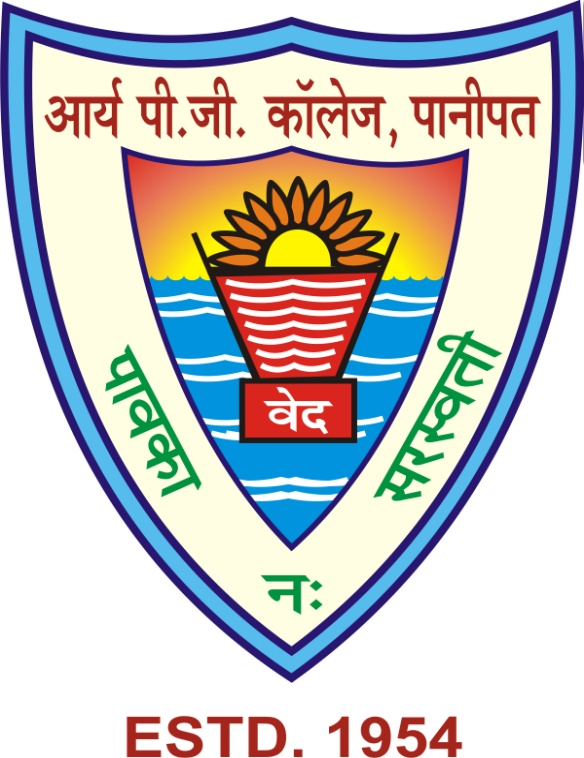 आर्य पी.जी. कॉलेज, पानीपत
पावका
नः
सरस्वती
वेद
ESTD. 1954